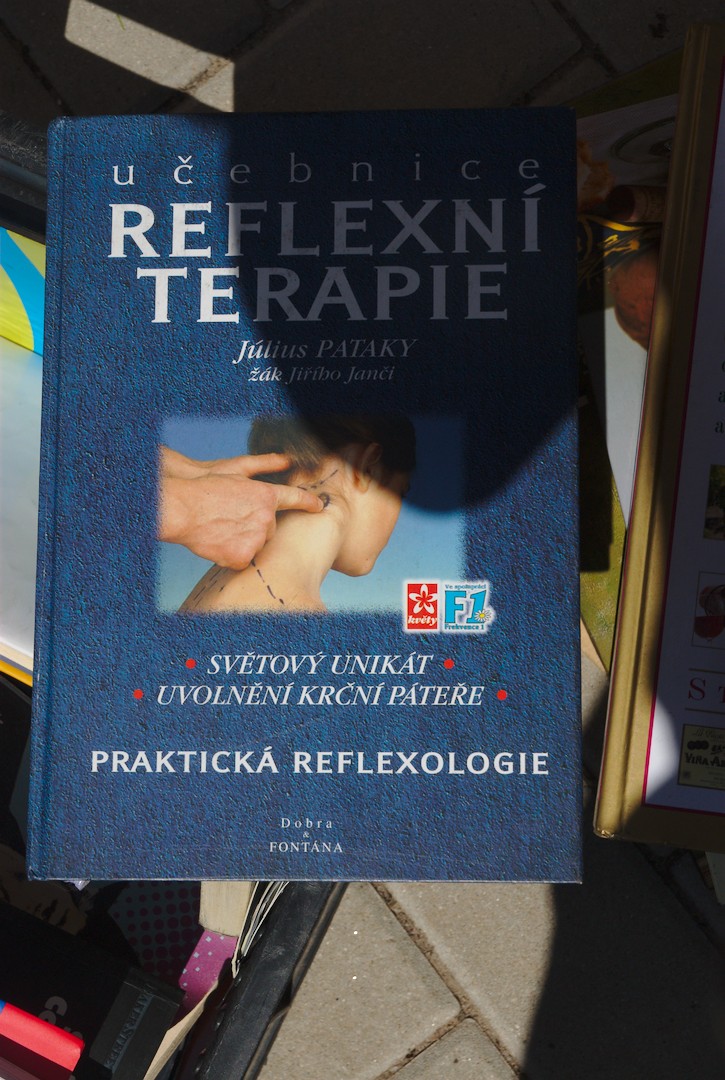 učebnice
REFLEXNÍ
TERAPIE
Július PATAKY
žák Jiřího Janči
květy
Ve spolupráci
F1
Frekvence 1
• SVĚTOVÝ UNIKÁT •
• UVOLNĚNÍ KRČNÍ PÁTEŘE •
PRAKTICKÁ REFLEXOLOGIE
Dobra
&
FONTÁNA